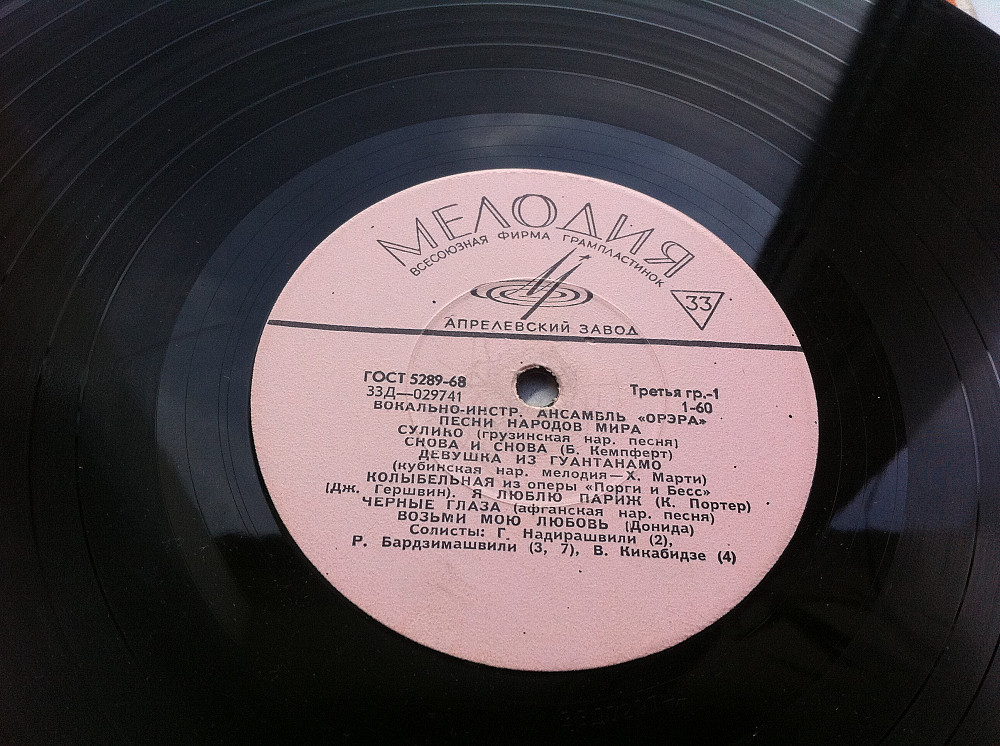 МЕЛОДИЯ
ВСЕСОЮЗНАЯ ФИРМА ГРАМПЛАСТИНОК
33
АПРЕЛЕВСКИЙ ЗАВОД
ГОСТ 5289-68
Третья гр.-1
33Д—029741
1-60
ВОКАЛЬНО-ИНСТР. АНСАМБЛЬ «ОРЭРА»
ПЕСНИ НАРОДОВ МИРА
СУЛИКО (грузинская нар. песня)
СНОВА И СНОВА (Б. Кемпферт)
ДЕВУШКА ИЗ ГУАНТАНАМО
(кубинская нар. мелодия—Х. Марти)
КОЛЫБЕЛЬНАЯ из оперы «Порги и Бесс»
(Дж. Гершвин). Я ЛЮБЛЮ ПАРИЖ (К. Портер)
ЧЕРНЫЕ ГЛАЗА (афганская нар. песня)
ВОЗЬМИ МОЮ ЛЮБОВЬ (Донида)
Солисты: Г. Надирашвили (2),
Р. Бардзимашвили (3, 7), В. Кикабидзе (4)